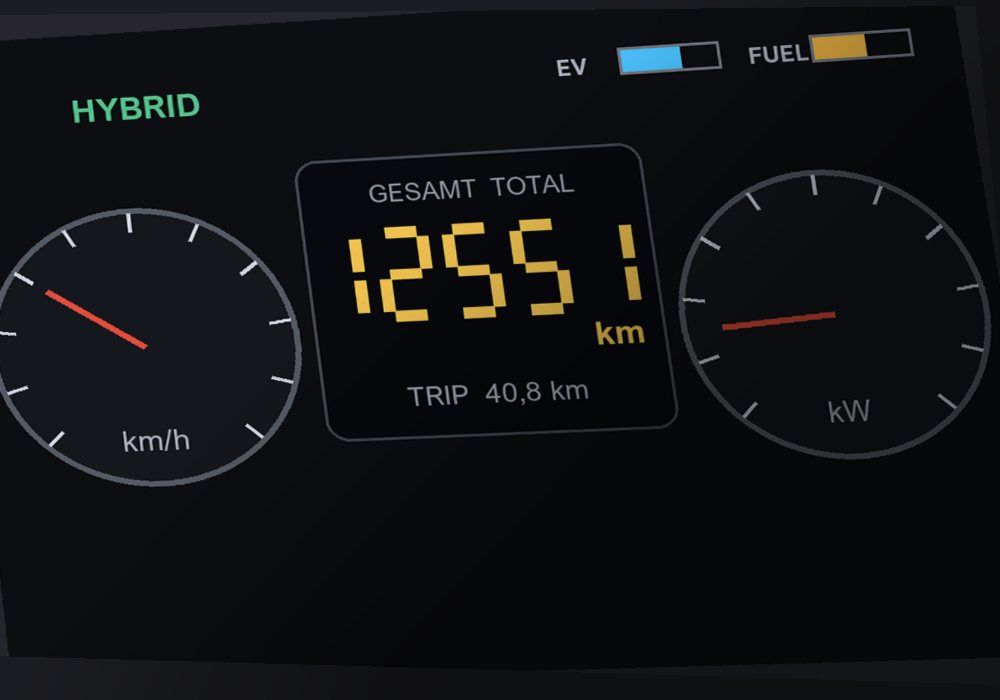 EV FUEL
HYBRID
GESAMT TOTAL
12551
km
TRIP 40,8 km
km/h
kW